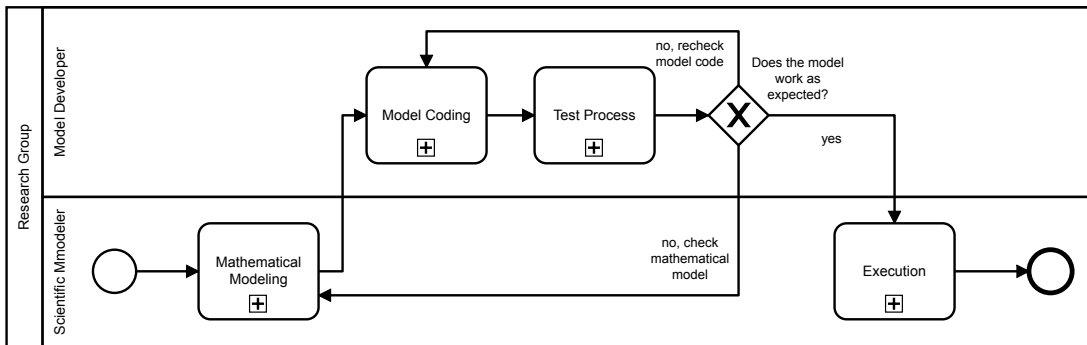 Research Group
Model Developer
Scientific Mmodeler
no, recheck
model code
Does the model
work as
expected?
Model Coding
Test Process
X
yes
no, check
mathematical
model
Mathematical
Modeling
Execution